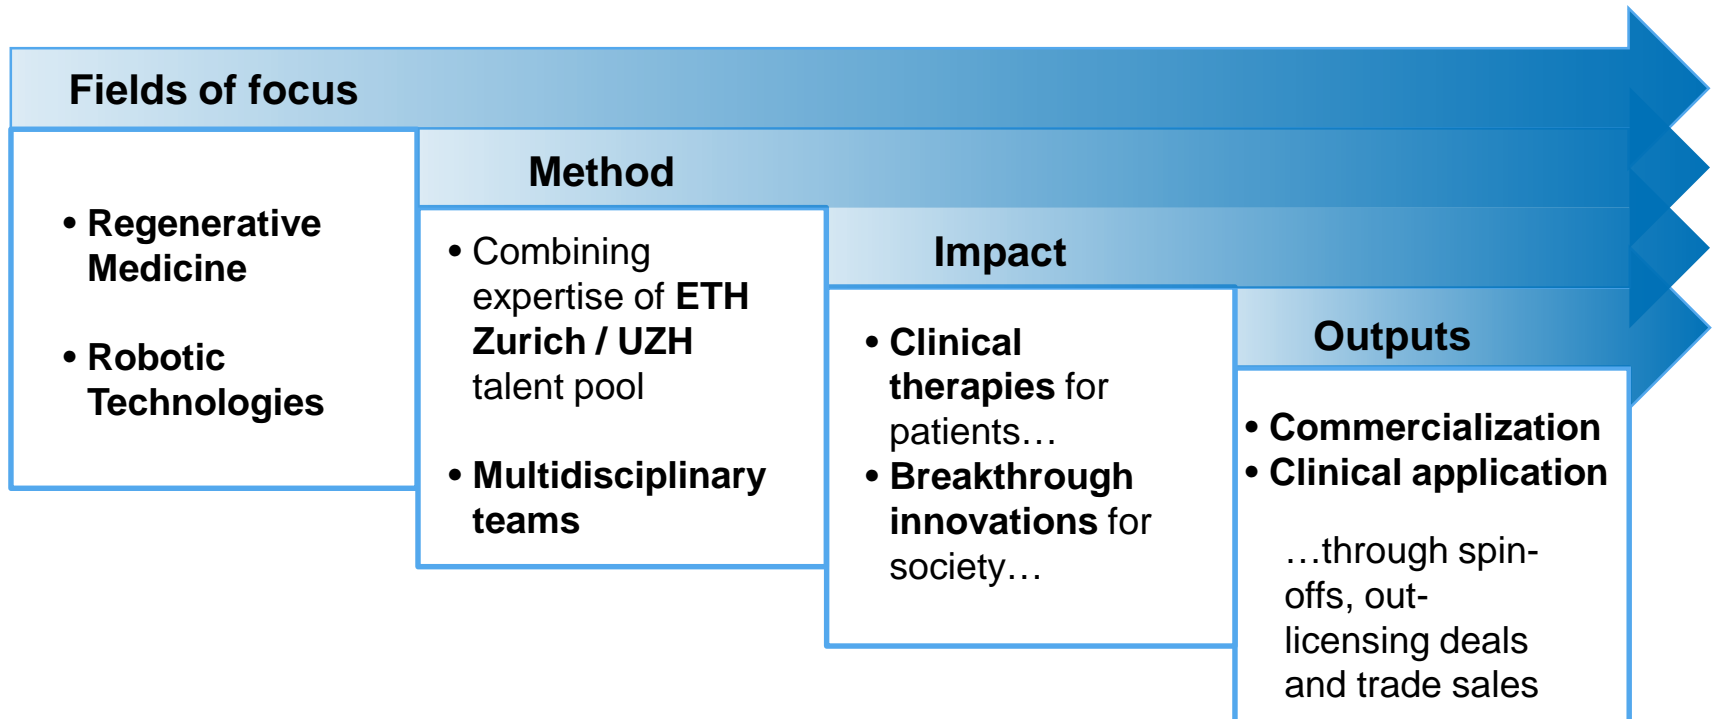 Fields of focus
• Regenerative
Medicine
• Robotic
Technologies
Method
• Combining
expertise of ETH
Zurich / UZH
talent pool
• Multidisciplinary
teams
Impact
• Clinical
therapies for
patients…
• Breakthrough
innovations for
society…
Outputs
• Commercialization
• Clinical application
…through spin-
offs, out-
licensing deals
and trade sales